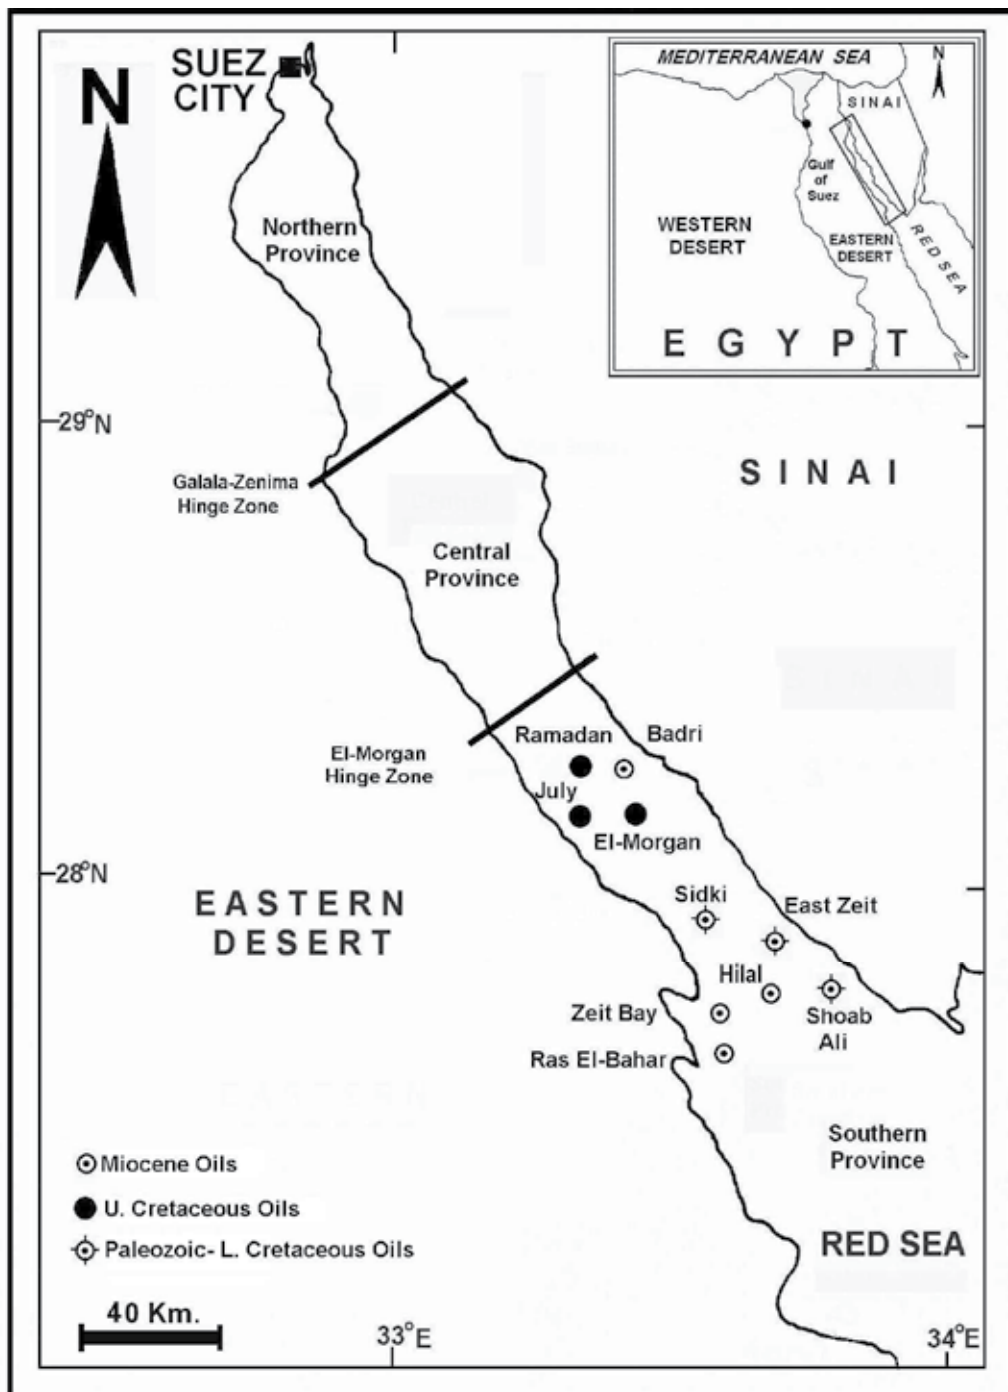 SUEZ
CITY
N
Northern
Province
MEDITERRANEAN SEA
N
SINAI
Gulf
of
Suez
WESTERN
DESERT
EASTERN
DESERT
RED SEA
EGYPT
29°N
Galala-Zenima
Hinge Zone
SINAI
Central
Province
El-Morgan
Hinge Zone
Ramadan
Badri
July
El-Morgan
28°N
EASTERN
DESERT
Sidki
East Zeit
Hilal
Zeit Bay
Shoab
Ali
Ras El-Bahar
Southern
Province
RED SEA
Miocene Oils
U. Cretaceous Oils
Paleozoic- L. Cretaceous Oils
40 Km.
33°E
34°E